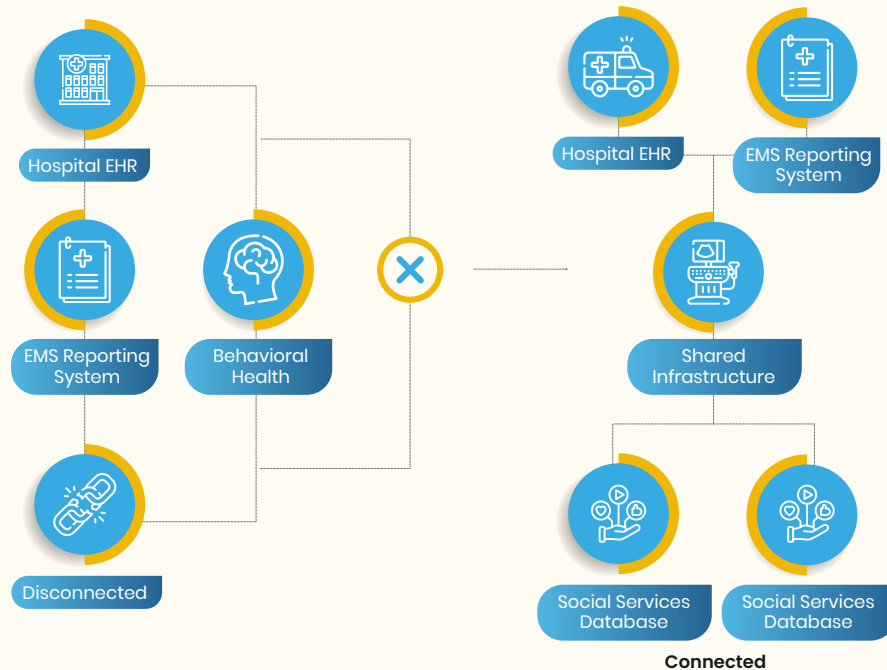 Hospital EHR
EMS Reporting
System
Behavioral
Health
Disconnected
Hospital EHR
EMS Reporting
System
Shared
Infrastructure
Social Services
Database
Social Services
Database
Connected